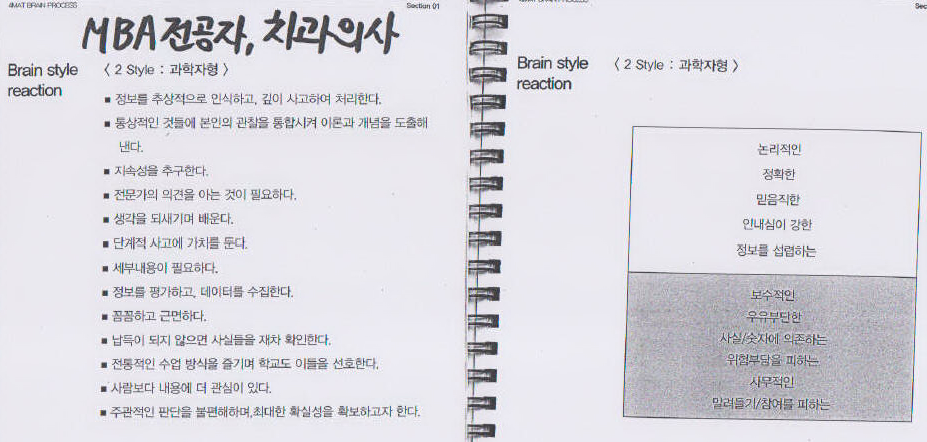 4MAT BRAIN PROCESS
Section 01
MBA전공자, 치과의사
Brain style
reaction
〈 2 Style : 과학자형 〉
■ 정보를 추상적으로 인식하고, 깊이 사고하여 처리한다.
■ 통상적인 것들에 본인의 관찰을 통합시켜 이론과 개념을 도출해
낸다.
■ 지속성을 추구한다.
■ 전문가의 의견을 아는 것이 필요하다.
■ 생각을 되새기며 배운다.
■ 단계적 사고에 가치를 둔다.
■ 세부내용이 필요하다.
■ 정보를 평가하고, 데이터를 수집한다.
■ 꼼꼼하고 근면하다.
■ 납득이 되지 않으면 사실들을 재차 확인한다.
■ 전통적인 수업 방식을 즐기며 학교도 이들을 선호한다.
■ 사람보다 내용에 더 관심이 있다.
■ 주관적인 판단을 불편해하며,최대한 확실성을 확보하고자 한다.
4MAT BRAIN PROCESS
Sec
Brain style
reaction
〈 2 Style : 과학자형 〉
논리적인
정확한
믿음직한
인내심이 강한
정보를 섭렵하는
보수적인
우유부단한
사실/숫자에 의존하는
위험부담을 피하는
사무적인
말려들기/참여를 피하는